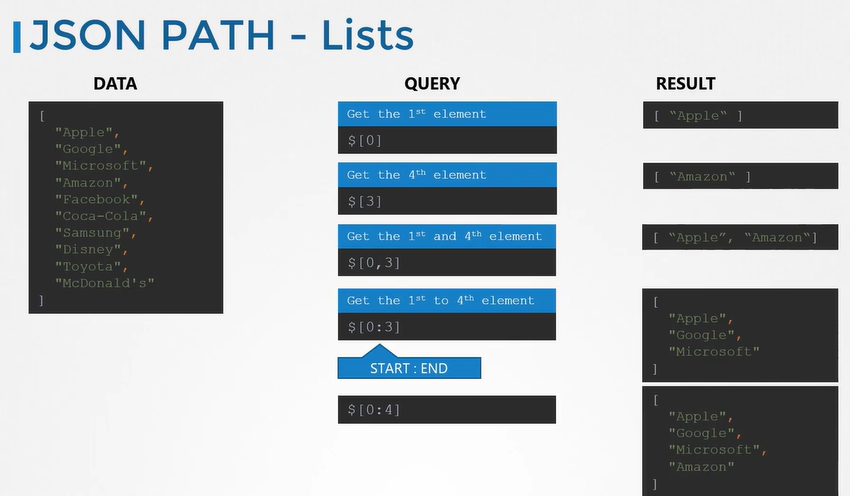 JSON PATH - Lists
DATA
[
"Apple",
"Google",
"Microsoft",
"Amazon",
"Facebook",
"Coca-Cola",
"Samsung",
"Disney",
"Toyota",
"McDonald's"
]
QUERY
Get the 1st element
$[0]
Get the 4th element
$[3]
Get the 1st and 4th element
$[0,3]
Get the 1st to 4th element
$[0:3]
START : END
$[0:4]
RESULT
[ “Apple“ ]
[ “Amazon“ ]
[ “Apple”, “Amazon“]
[
"Apple",
"Google",
"Microsoft"
]
[
"Apple",
"Google",
"Microsoft",
"Amazon"
]